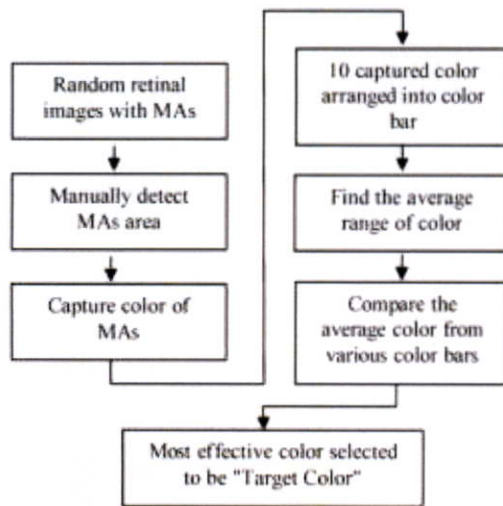 Random retinal
images with MAs
Manually detect
MAs area
Capture color of
MAs
10 captured color
arranged into color
bar
Find the average
range of color
Compare the
average color from
various color bars
Most effective color selected
to be "Target Color"